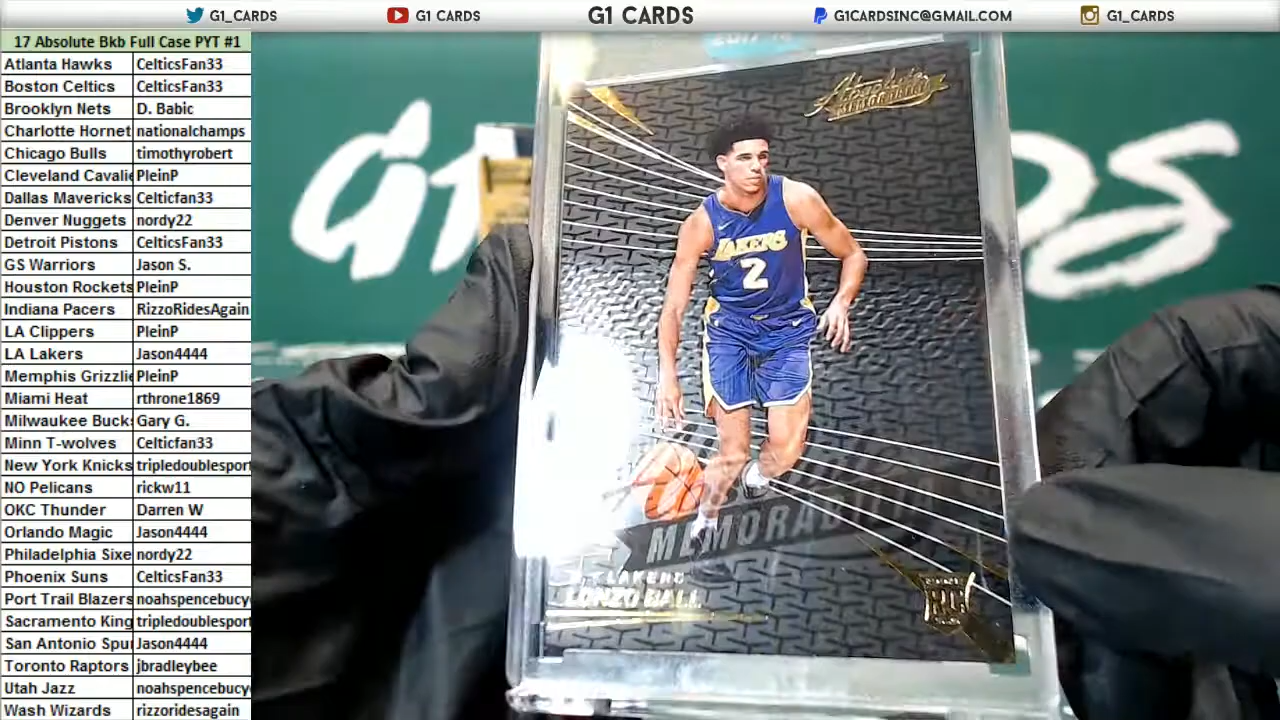 G1_CARDS
G1 CARDS
G1 CARDS
G1CARDSINC@GMAIL.COM
G1_CARDS
17 Absolute Bkb Full Case PYT #1
Atlanta Hawks CelticsFan33
Boston Celtics CelticsFan33
Brooklyn Nets D. Babic
Charlotte Hornet nationalchamps
Chicago Bulls timothyrobert
Cleveland Cavalie PleinP
Dallas Mavericks Celticfan33
Denver Nuggets nordy22
Detroit Pistons CelticsFan33
GS Warriors Jason S.
Houston Rockets PleinP
Indiana Pacers RizzoRidesAgain
LA Clippers PleinP
LA Lakers Jason4444
Memphis Grizzlie PleinP
Miami Heat rthrone1869
Milwaukee Bucks Gary G.
Minn T-wolves Celticfan33
New York Knicks tripledoublesport
NO Pelicans rickw11
OKC Thunder Darren W
Orlando Magic Jason4444
Philadelphia Sixe nordy22
Phoenix Suns CelticsFan33
Port Trail Blazers noahspencebucy
Sacramento King tripledoublesport
San Antonio Spu Jason4444
Toronto Raptors jbradleybee
Utah Jazz noahspencebucy
Wash Wizards rizzoridesagain
Absolute
MEMORABILIA
LAKERS
2
MEMORABILIA
LAKERS
LONZO BALL
RC